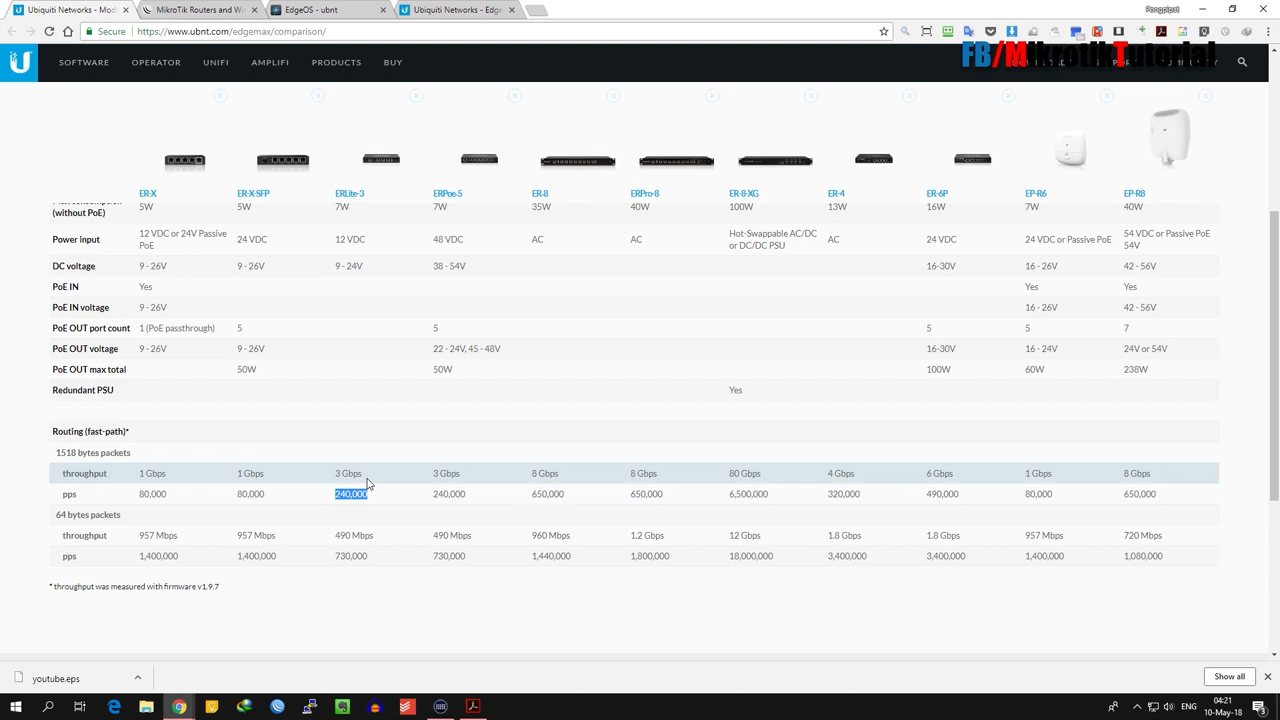 Ubiquiti Networks - Mod
MikroTik Routers and Wi
EdgeOS - ubnt
Ubiquiti Networks - Edge
Pongpipat
Secure
https://www.ubnt.com/edgemax/comparison/
SOFTWARE OPERATOR UNIFI AMPLIFI PRODUCTS BUY
FB/MikrotikTutorial
ER-X ER-X-SFP ERLite-3 ERPoe-5 ER-8 ERPro-8 ER-8-XG ER-4 ER-6P EP-R6 EP-R8
(without PoE) 5W 5W 7W 7W 35W 40W 100W 13W 16W 7W 40W
Power input 12 VDC or 24V Passive PoE 24 VDC 12 VDC 48 VDC AC AC Hot-Swappable AC/DC or DC/DC PSU AC 24 VDC 24 VDC or Passive PoE 54 VDC or Passive PoE 54V
DC voltage 9 - 26V 9 - 26V 9 - 24V 38 - 54V 16-30V 16 - 26V 42 - 56V
PoE IN Yes Yes Yes
PoE IN voltage 9 - 26V 16 - 26V 42 - 56V
PoE OUT port count 1 (PoE passthrough) 5 5 5 5 7
PoE OUT voltage 9 - 26V 9 - 26V 22 - 24V, 45 - 48V 16-30V 16 - 24V 24V or 54V
PoE OUT max total 50W 50W 100W 60W 238W
Redundant PSU Yes
Routing (fast-path)*
1518 bytes packets
throughput 1 Gbps 1 Gbps 3 Gbps 3 Gbps 8 Gbps 8 Gbps 80 Gbps 4 Gbps 6 Gbps 1 Gbps 8 Gbps
pps 80,000 80,000 240,000 240,000 650,000 650,000 6,500,000 320,000 490,000 80,000 650,000
64 bytes packets
throughput 957 Mbps 957 Mbps 490 Mbps 490 Mbps 960 Mbps 1.2 Gbps 12 Gbps 1.8 Gbps 1.8 Gbps 957 Mbps 720 Mbps
pps 1,400,000 1,400,000 730,000 730,000 1,440,000 1,800,000 18,000,000 3,400,000 3,400,000 1,400,000 1,080,000
* throughput was measured with firmware v1.9.7
youtube.eps
Show all
04:21
10-May-18